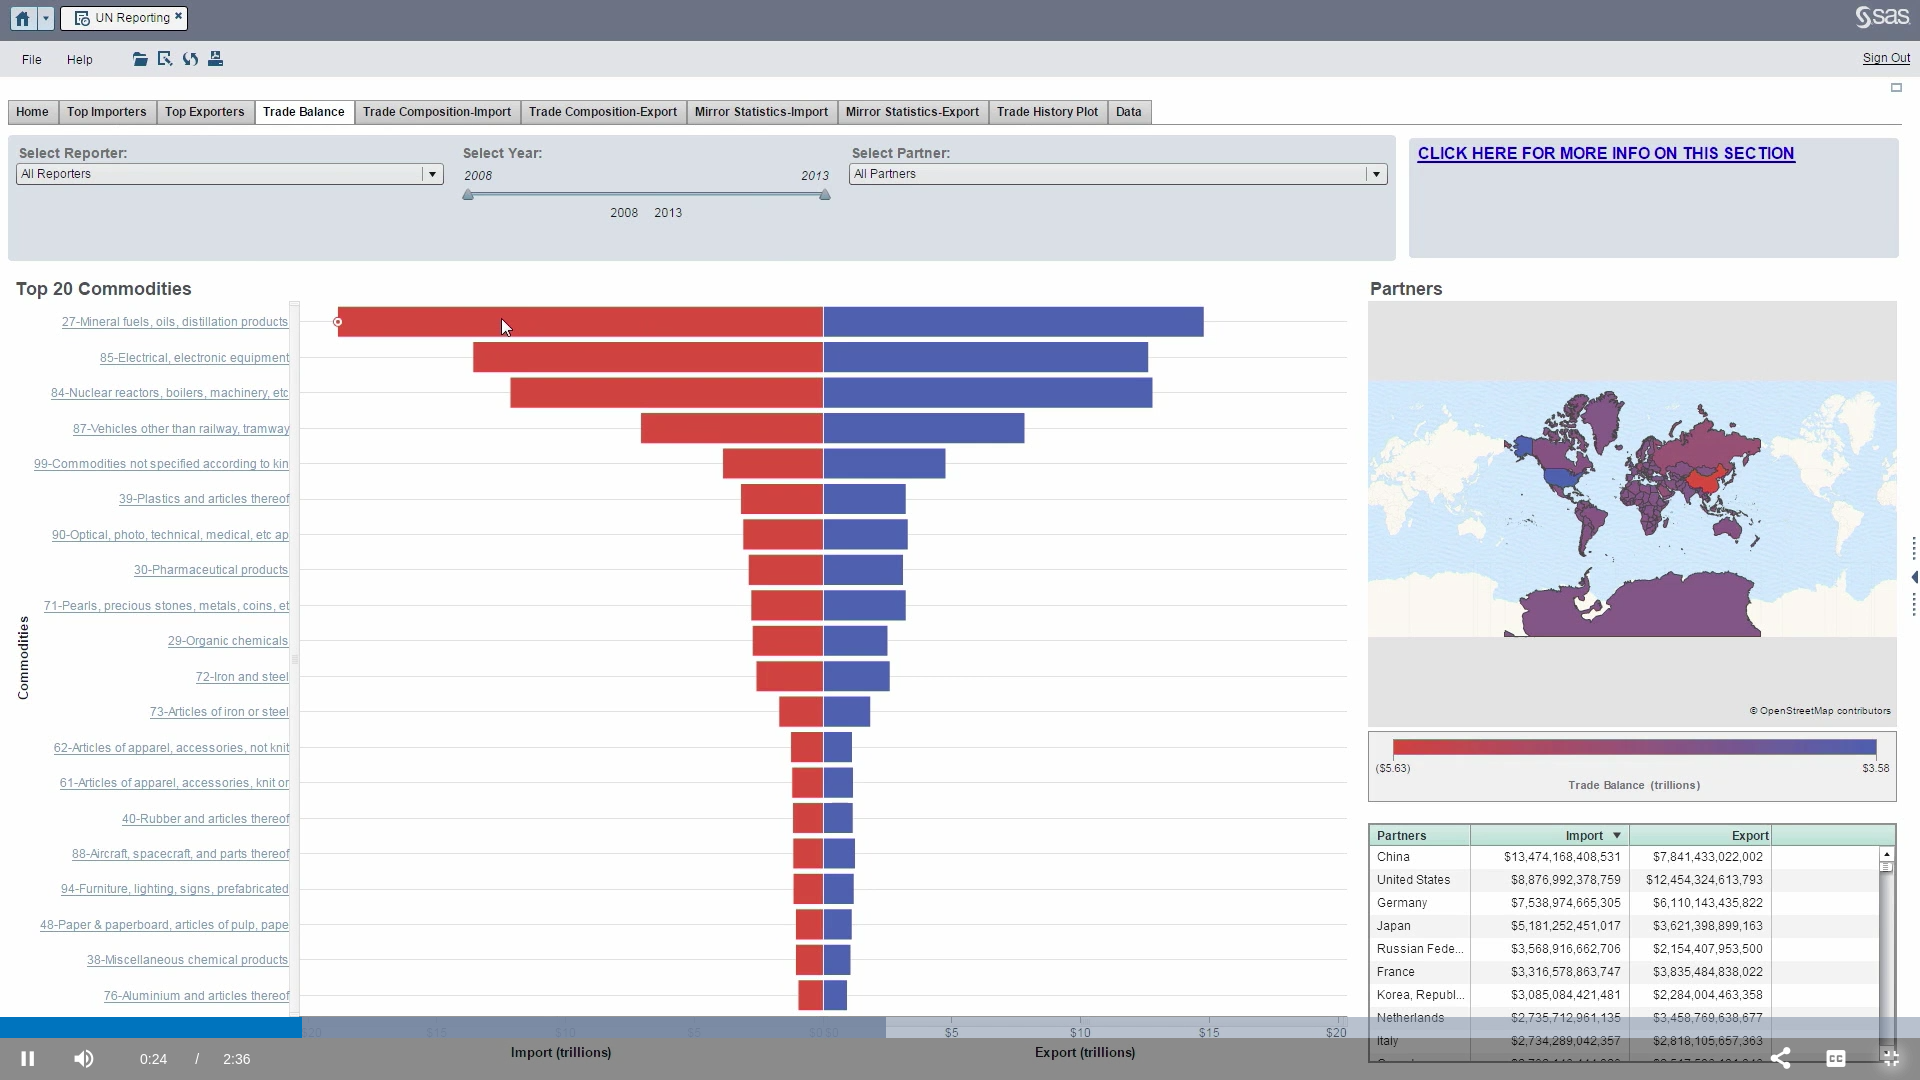 UN Reporting
sas
File
Help
Sign Out
Home
Top Importers
Top Exporters
Trade Balance
Trade Composition-Import
Trade Composition-Export
Mirror Statistics-Import
Mirror Statistics-Export
Trade History Plot
Data
Select Reporter:
All Reporters
Select Year:
2008 2013
2008 2013
Select Partner:
All Partners
CLICK HERE FOR MORE INFO ON THIS SECTION
Top 20 Commodities
Commodities
27-Mineral fuels, oils, distillation products
85-Electrical, electronic equipment
84-Nuclear reactors, boilers, machinery, etc
87-Vehicles other than railway, tramway
99-Commodities not specified according to kin
39-Plastics and articles thereof
90-Optical, photo, technical, medical, etc ap
30-Pharmaceutical products
71-Pearls, precious stones, metals, coins, et
29-Organic chemicals
72-Iron and steel
73-Articles of iron or steel
62-Articles of apparel, accessories, not knit
61-Articles of apparel, accessories, knit or
40-Rubber and articles thereof
88-Aircraft, spacecraft, and parts thereof
94-Furniture, lighting, signs, prefabricated
48-Paper & paperboard, articles of pulp, pape
38-Miscellaneous chemical products
76-Aluminium and articles thereof
$20 $15 $10 $5 $0 $0 $5 $10 $15 $20
Import (trillions)
Export (trillions)
Partners
© OpenStreetMap contributors
($5.63) $3.58
Trade Balance (trillions)
Partners Import Export
China $13,474,168,408,531 $7,841,433,022,002
United States $8,876,992,378,759 $12,454,324,613,793
Germany $7,538,974,665,305 $6,110,143,435,822
Japan $5,181,252,451,017 $3,621,398,899,163
Russian Fede... $3,568,916,662,706 $2,154,407,953,500
France $3,316,578,863,747 $3,835,484,838,022
Korea, Republ... $3,085,084,421,481 $2,284,004,463,358
Netherlands $2,735,712,961,135 $3,458,769,638,677
Italy $2,734,289,042,357 $2,818,105,657,363
0:24 / 2:36
CC